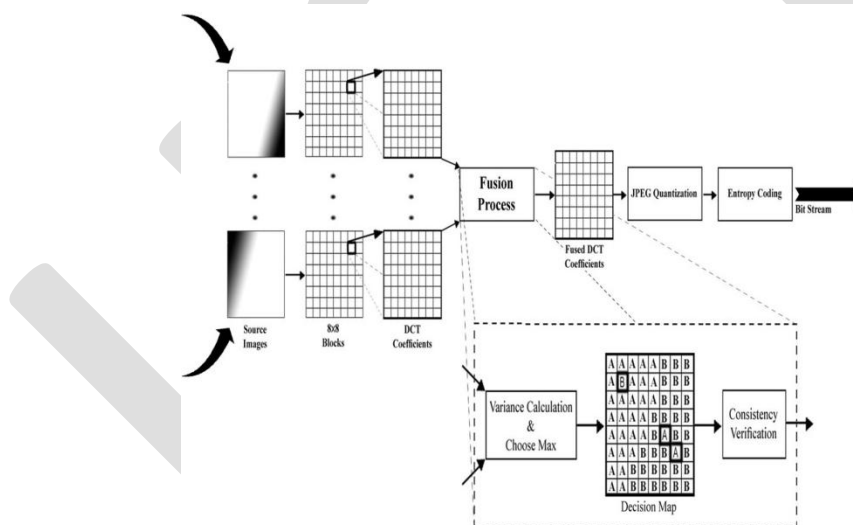 Fusion
Process
JPEG Quantization
Entropy Coding
Bit Stream
Fused DCT
Coefficients
Source
Images
8x8
Blocks
DCT
Coefficients
Variance Calculation
&
Choose Max
A A A A A B B B
A B A A A B B B
A A A A A B B B
A A A A B B B B
A A A A B A B B
A A A B B B A B
A A B B B B B B
A A B B B B B B
Decision Map
Consistency
Verification